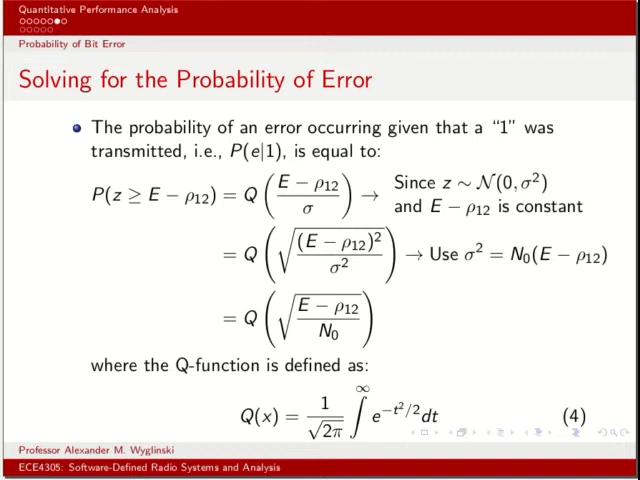 Quantitative Performance Analysis
Probability of Bit Error
Solving for the Probability of Error
The probability of an error occurring given that a “1” was
transmitted, i.e., P(e|1), is equal to:
P(z ≥ E − ρ₁₂) = Q ( (E − ρ₁₂) / σ ) → Since z ∼ 𝒩(0, σ²)
and E − ρ₁₂ is constant
= Q ( √( (E − ρ₁₂)² / σ² ) ) → Use σ² = N₀(E − ρ₁₂)
= Q ( √( (E − ρ₁₂) / N₀ ) )
where the Q-function is defined as:
Q(x) = 1/√2π ∫ ∞ e^(−t²/2) dt (4)
Professor Alexander M. Wyglinski
ECE4305: Software-Defined Radio Systems and Analysis